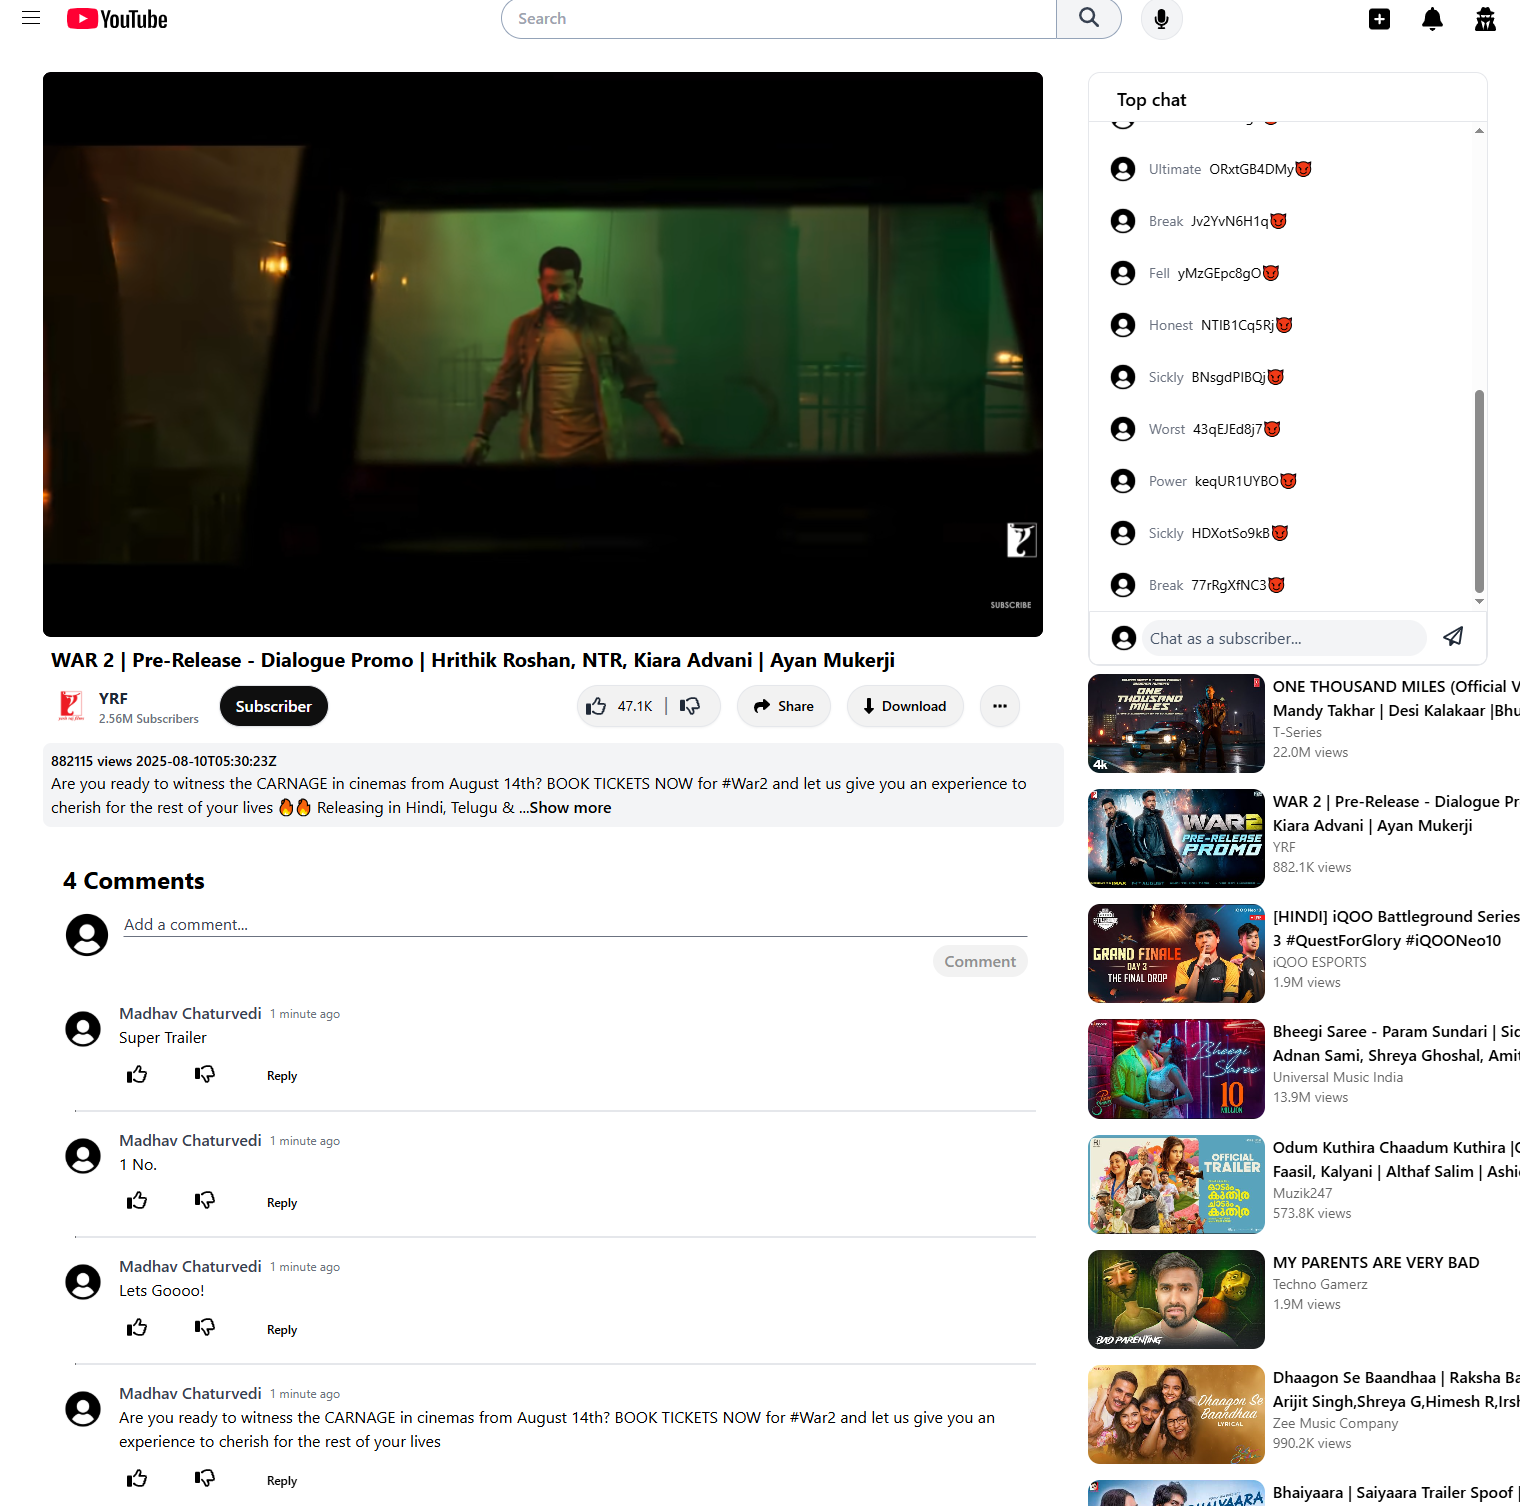 YouTube
Search
SUBSCRIBE
WAR 2 | Pre-Release - Dialogue Promo | Hrithik Roshan, NTR, Kiara Advani | Ayan Mukerji
YRF
2.56M Subscribers
Subscriber
47.1K
Share
Download
882115 views 2025-08-10T05:30:23Z
Are you ready to witness the CARNAGE in cinemas from August 14th? BOOK TICKETS NOW for #War2 and let us give you an experience to
cherish for the rest of your lives 🔥🔥 Releasing in Hindi, Telugu & ...Show more
4 Comments
Add a comment...
Comment
Madhav Chaturvedi 1 minute ago
Super Trailer
Reply
Madhav Chaturvedi 1 minute ago
1 No.
Reply
Madhav Chaturvedi 1 minute ago
Lets Goooo!
Reply
Madhav Chaturvedi 1 minute ago
Are you ready to witness the CARNAGE in cinemas from August 14th? BOOK TICKETS NOW for #War2 and let us give you an
experience to cherish for the rest of your lives
Reply
Top chat
Ultimate ORxtGB4DMy😈
Break Jv2YvN6H1q😈
Fell yMzGEpc8gO😈
Honest NTIB1Cq5Rj😈
Sickly BNsgdPIBQj😈
Worst 43qEJEd8j7😈
Power keqUR1UYBO😈
Sickly HDXotSo9kB😈
Break 77rRgXfNC3😈
Chat as a subscriber...
ONE THOUSAND MILES
4k
ONE THOUSAND MILES (Official V
Mandy Takhar | Desi Kalakaar |Bhu
T-Series
22.0M views
WAR2
PRE-RELEASE
PROMO
WAR 2 | Pre-Release - Dialogue Pr
Kiara Advani | Ayan Mukerji
YRF
882.1K views
GRAND FINALE
DAY 3
THE FINAL DROP
[HINDI] iQOO Battleground Series
3 #QuestForGlory #iQOONeo10
iQOO ESPORTS
1.9M views
Bheegi
Saree
10
MILLION
Bheegi Saree - Param Sundari | Sid
Adnan Sami, Shreya Ghoshal, Amit
Universal Music India
13.9M views
OFFICIAL
TRAILER
ഓടും
കുതിര
ചാടും
കുതിര
Odum Kuthira Chaadum Kuthira |O
Faasil, Kalyani | Althaf Salim | Ashi
Muzik247
573.8K views
BAD PARENTING
MY PARENTS ARE VERY BAD
Techno Gamerz
1.9M views
Dhaagon Se
Baandhaa
LYRICAL
Dhaagon Se Baandhaa | Raksha Ba
Arijit Singh,Shreya G,Himesh R,Irsh
Zee Music Company
990.2K views
Bhaiyaara | Saiyaara Trailer Spoof |